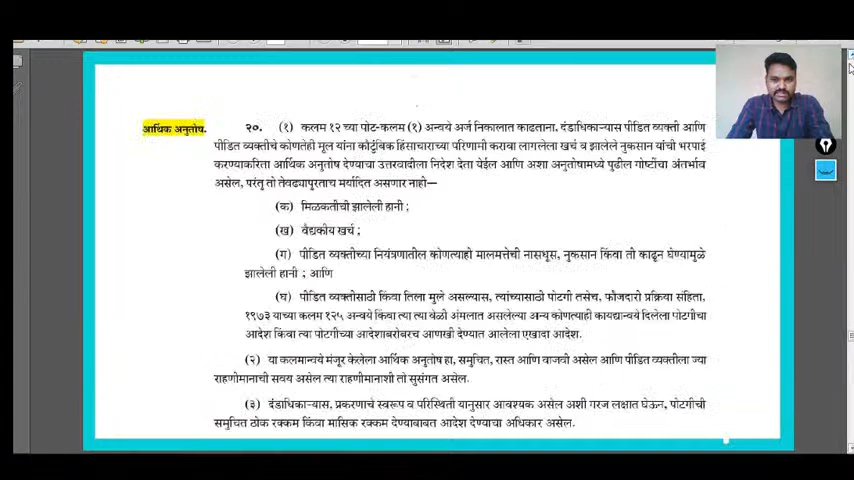 आर्थिक अनुतोष.
२०. (१) कलम १२ च्या पोट-कलम (१) अन्वये अर्ज निकालात काढताना, दंडाधिकाऱ्यास पीडित व्यक्ती आणि
पीडित व्यक्तीचे कोणतेही मूल यांना कौटुंबिक हिंसाचाराच्या परिणामी करावा लागलेला खर्च व झालेले नुकसान यांची भरपाई
करण्याकरिता आर्थिक अनुतोष देण्याचा उत्तरवादीला निदेश देता येईल आणि अशा अनुतोषामध्ये पुढील गोष्टींचा अंतर्भाव
असेल, परंतु तो तेवढ्यापुरताच मर्यादित असणार नाही—
(क) मिळकतीची झालेली हानी ;
(ख) वैद्यकीय खर्च ;
(ग) पीडित व्यक्तीच्या नियंत्रणातील कोणत्याही मालमत्तेची नासधूस, नुकसान किंवा ती काढून घेण्यामुळे
झालेली हानी ; आणि
(घ) पीडित व्यक्तीसाठी किंवा तिला मुले असल्यास, त्यांच्यासाठी पोटगी तसेच, फौजदारी प्रक्रिया संहिता,
१९७३ याच्या कलम १२५ अन्वये किंवा त्या त्या वेळी अंमलात असलेल्या अन्य कोणत्याही कायद्यान्वये दिलेला पोटगीचा
आदेश किंवा त्या पोटगीच्या आदेशाबरोबरच आणखी देण्यात आलेला एखादा आदेश.
(२) या कलमान्वये मंजूर केलेला आर्थिक अनुतोष हा, समुचित, रास्त आणि वाजवी असेल आणि पीडित व्यक्तीला ज्या
राहणीमानाची सवय असेल त्या राहणीमानाशी तो सुसंगत असेल.
(३) दंडाधिकाऱ्यास, प्रकरणाचे स्वरूप व परिस्थिती यानुसार आवश्यक असेल अशी गरज लक्षात घेऊन, पोटगीची
समुचित ठोक रक्कम किंवा मासिक रक्कम देण्याबाबत आदेश देण्याचा अधिकार असेल.